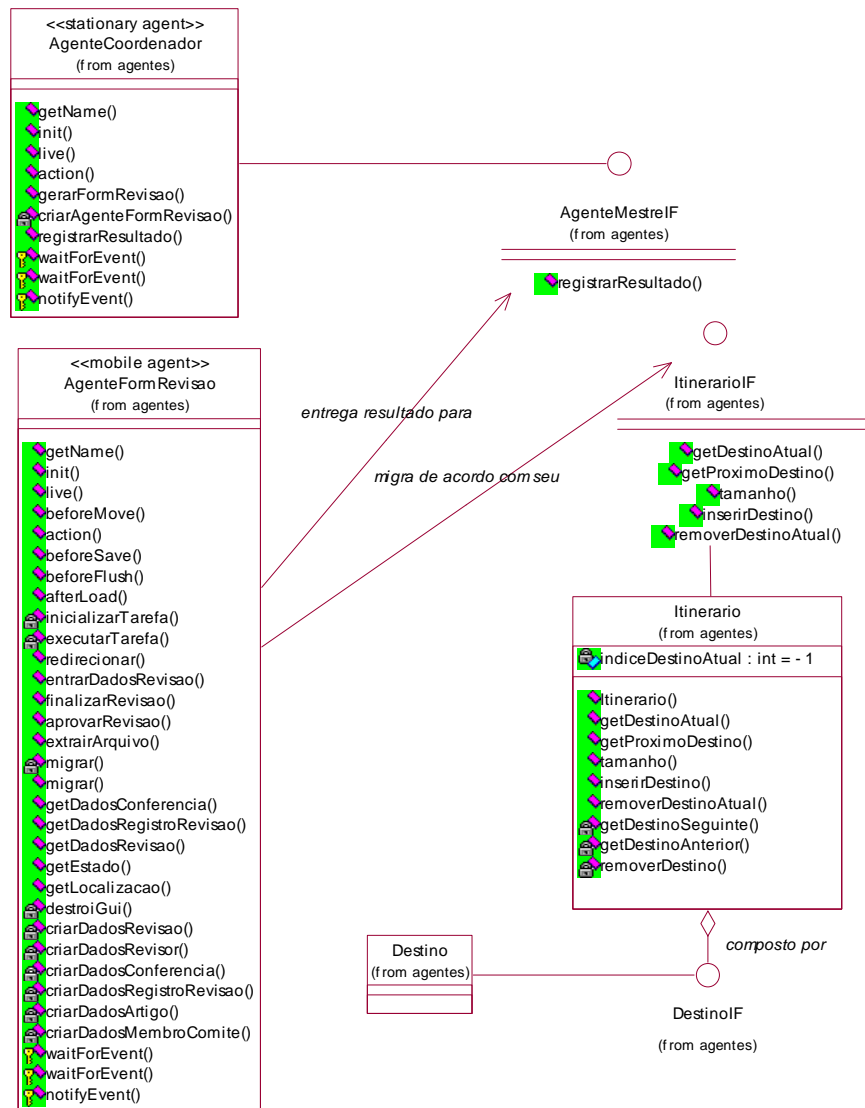 <<stationary agent>>
AgenteCoordenador
(from agentes)
getName()
init()
live()
action()
gerarFormRevisao()
criarAgenteFormRevisao()
registrarResultado()
waitForEvent()
waitForEvent()
notifyEvent()
AgenteMestreIF
(from agentes)
registrarResultado()
<<mobile agent>>
AgenteFormRevisao
(from agentes)
getName()
init()
live()
beforeMove()
action()
beforeSave()
beforeFlush()
afterLoad()
inicializarTarefa()
executarTarefa()
redirecionar()
entrarDadosRevisao()
finalizarRevisao()
aprovarRevisao()
extrairArquivo()
migrar()
migrar()
getDadosConferencia()
getDadosRegistroRevisao()
getDadosRevisao()
getEstado()
getLocalizacao()
destroiGui()
criarDadosRevisao()
criarDadosRevisor()
criarDadosConferencia()
criarDadosRegistroRevisao()
criarDadosArtigo()
criarDadosMembroComite()
waitForEvent()
waitForEvent()
notifyEvent()
entrega resultado para
migra de acordo com seu
ItinerarioIF
(from agentes)
getDestinoAtual()
getProximoDestino()
tamanho()
inserirDestino()
removerDestinoAtual()
Itinerario
(from agentes)
indiceDestinoAtual : int = - 1
Itinerario()
getDestinoAtual()
getProximoDestino()
tamanho()
inserirDestino()
removerDestinoAtual()
getDestinoSeguinte()
getDestinoAnterior()
removerDestino()
composto por
Destino
(from agentes)
DestinoIF
(from agentes)